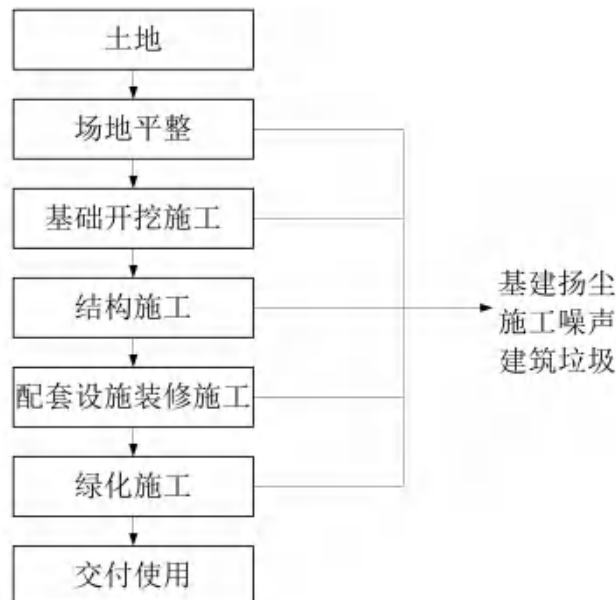 土地
场地平整
基础开挖施工
结构施工
配套设施装修施工
绿化施工
交付使用
基建扬尘
施工噪声
建筑垃圾